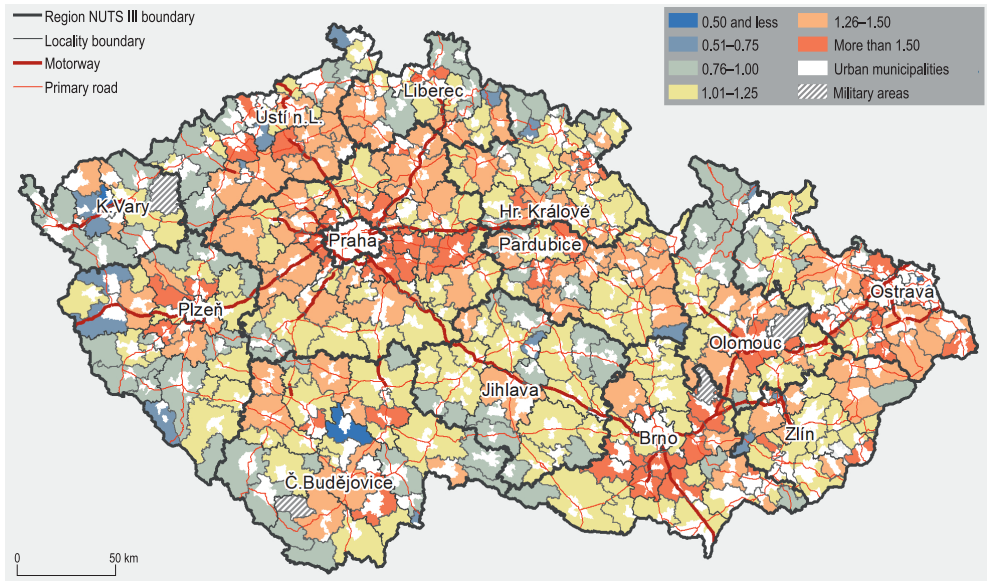 Region NUTS III boundary
Locality boundary
Motorway
Primary road
0.50 and less
0.51–0.75
0.76–1.00
1.01–1.25
1.26–1.50
More than 1.50
Urban municipalities
Military areas
Liberec
Ústí n.L.
K.Vary
Praha
Hr. Králové
Pardubice
Plzeň
Ostrava
Olomouc
Jihlava
Brno
Zlín
Č.Budějovice
0 50 km